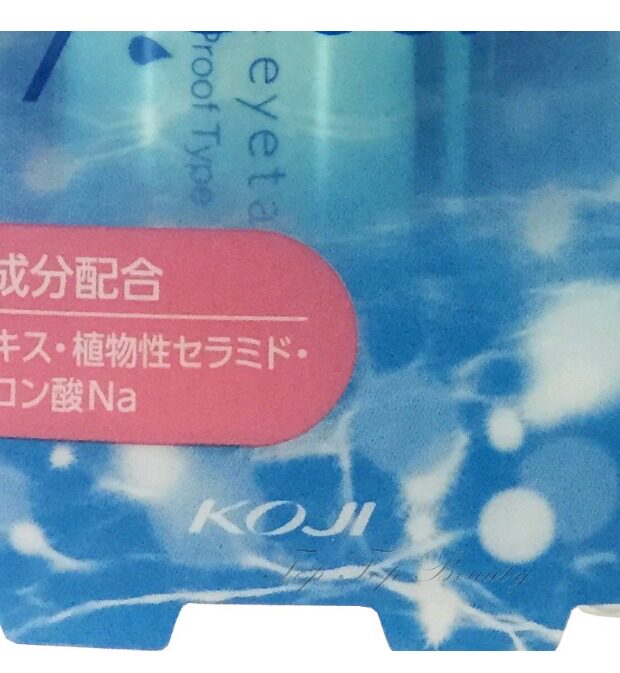 eyeta
Proof Type
成分配合
キス・植物性セラミド・
ロン酸Na
KOJI
Top Top Beauty